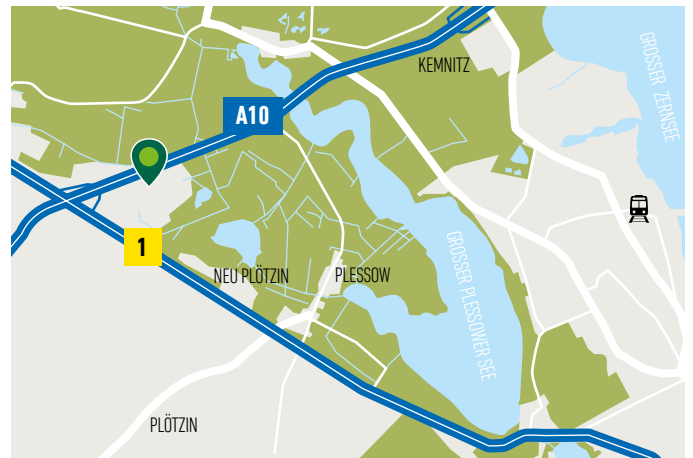 GROSSER ZERNSEE
KEMNITZ
A10
1
NEU PLÖTZIN
PLESSOW
GROSSER PLESSOWER SEE
PLÖTZIN